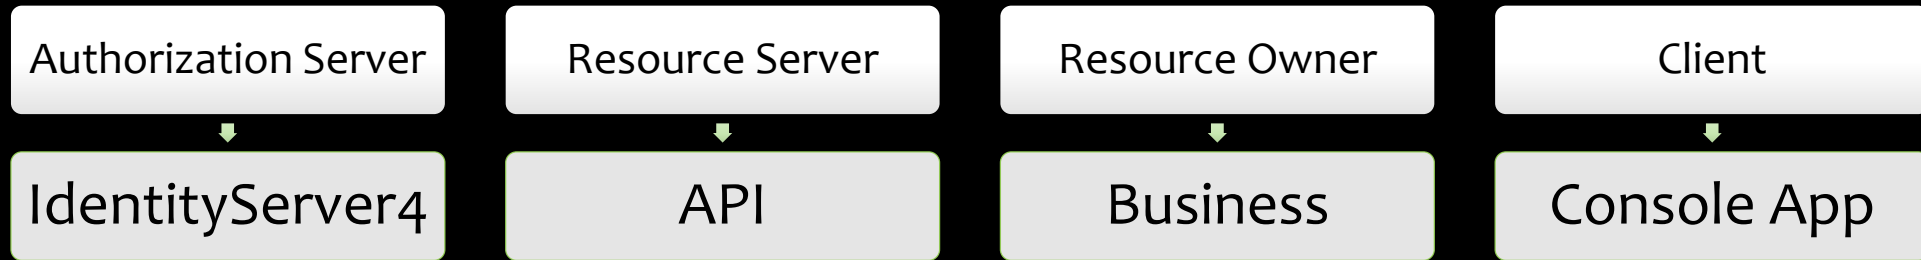 Authorization Server
Resource Server
Resource Owner
Client
IdentityServer4
API
Business
Console App